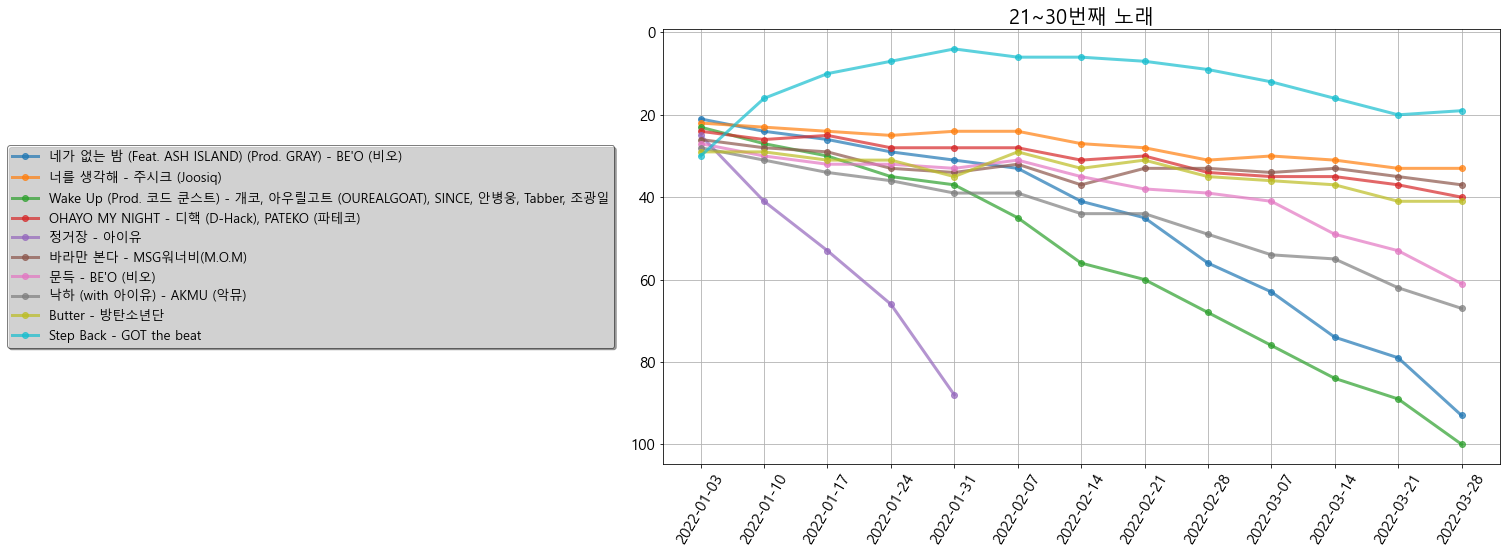 21~30번째 노래
네가 없는 밤 (Feat. ASH ISLAND) (Prod. GRAY) - BE'O (비오)
너를 생각해 - 주시크 (Joosiq)
Wake Up (Prod. 코드 쿤스트) - 개코, 아우릴고트 (OUREALGOAT), SINCE, 안병웅, Tabber, 조광일
OHAYO MY NIGHT - 디핵 (D-Hack), PATEKO (파테코)
정거장 - 아이유
바라만 본다 - MSG워너비(M.O.M)
문득 - BE'O (비오)
낙하 (with 아이유) - AKMU (악뮤)
Butter - 방탄소년단
Step Back - GOT the beat
0
20
40
60
80
100
2022-01-03
2022-01-10
2022-01-17
2022-01-24
2022-01-31
2022-02-07
2022-02-14
2022-02-21
2022-02-28
2022-03-07
2022-03-14
2022-03-21
2022-03-28